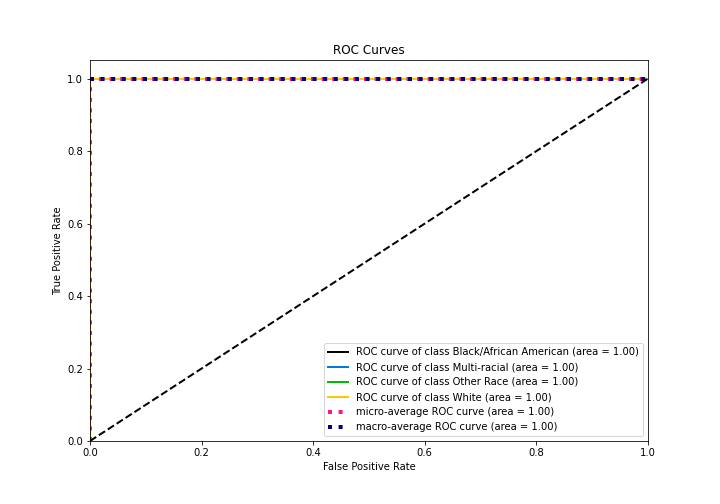 ROC Curves
1.0
0.8
0.6
0.4
0.2
0.0
True Positive Rate
ROC curve of class Black/African American (area = 1.00)
ROC curve of class Multi-racial (area = 1.00)
ROC curve of class Other Race (area = 1.00)
ROC curve of class White (area = 1.00)
micro-average ROC curve (area = 1.00)
macro-average ROC curve (area = 1.00)
0.0 0.2 0.4 0.6 0.8 1.0
False Positive Rate